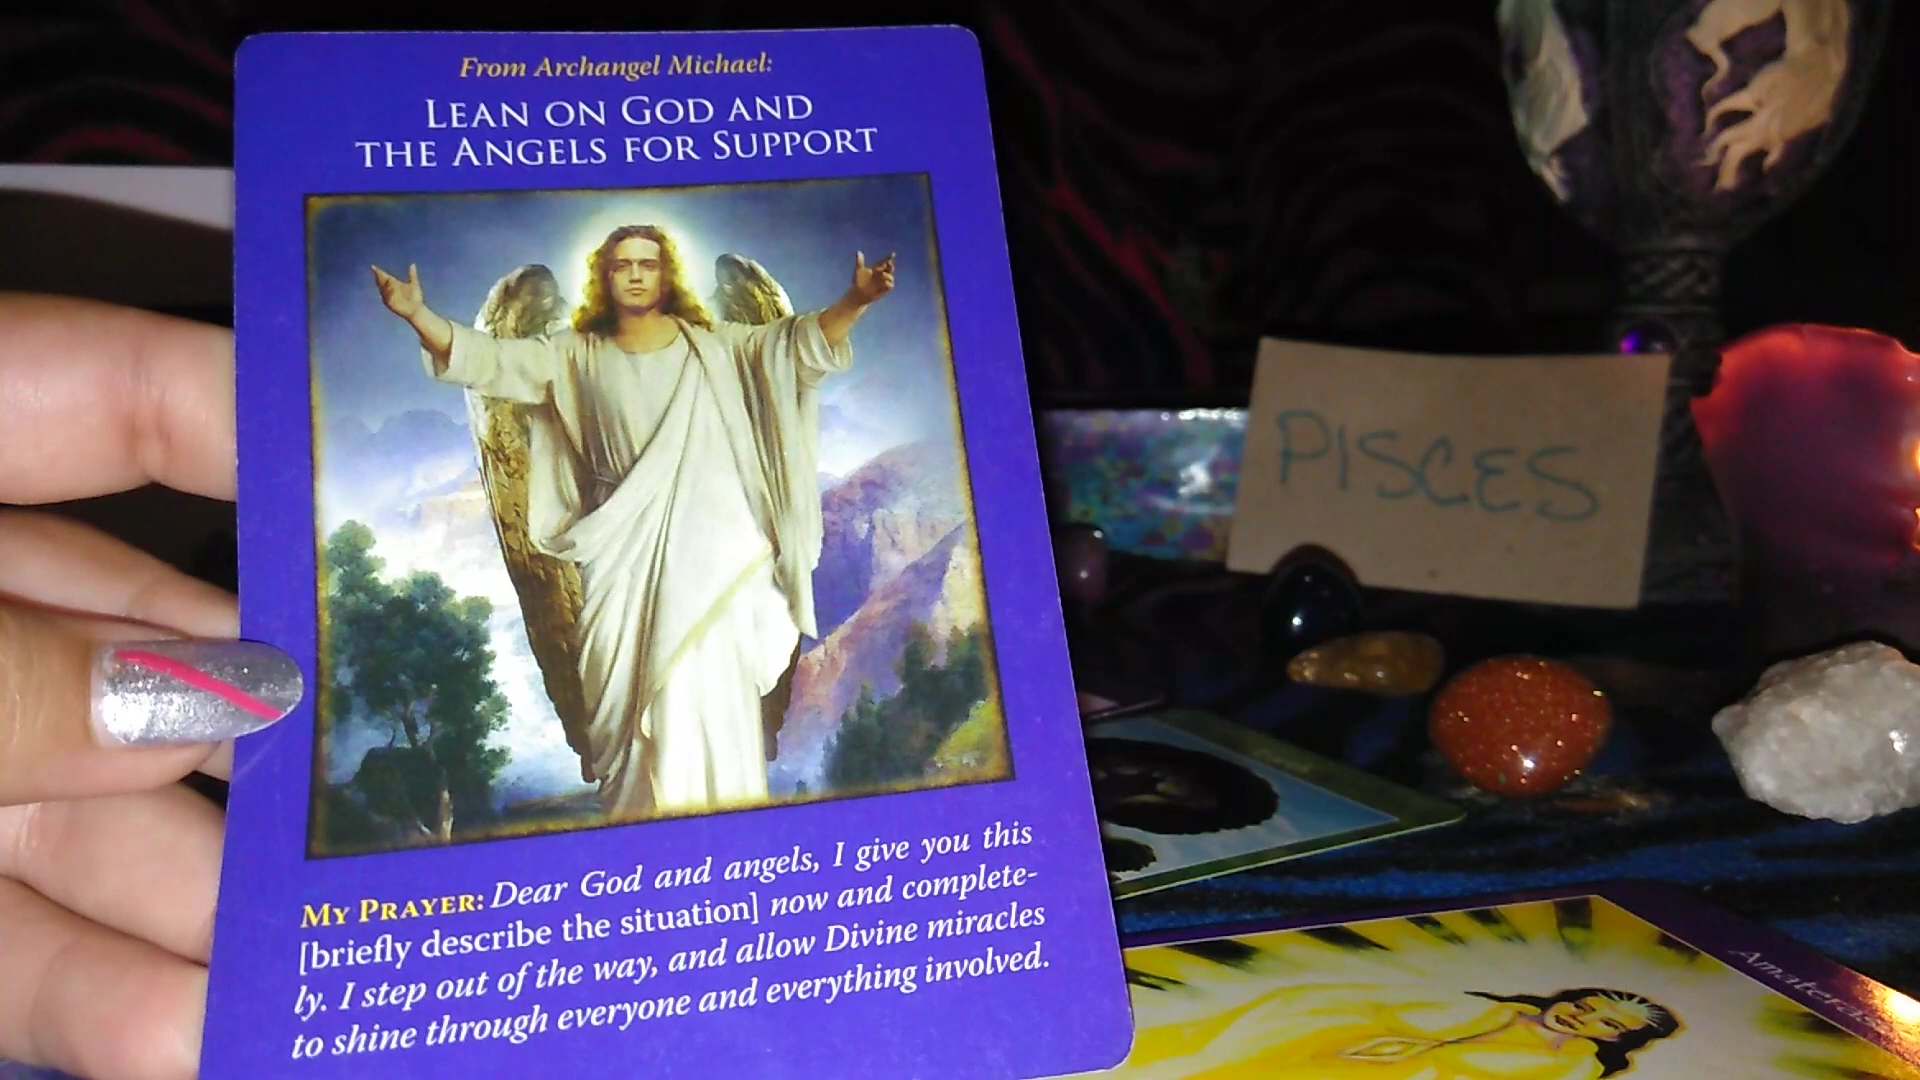 From Archangel Michael:
LEAN ON GOD AND
THE ANGELS FOR SUPPORT
MY PRAYER: Dear God and angels, I give you this
[briefly describe the situation] now and complete-
ly. I step out of the way, and allow Divine miracles
to shine through everyone and everything involved.
PISCES